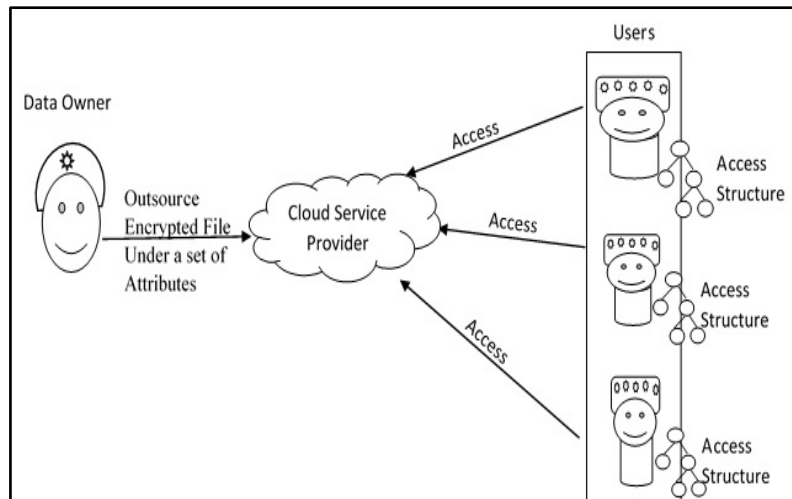 Users
Data Owner
Outsource
Encrypted File
Under a set of
Attributes
Cloud Service
Provider
Access
Access
Access
Access
Structure
Access
Structure
Access
Structure